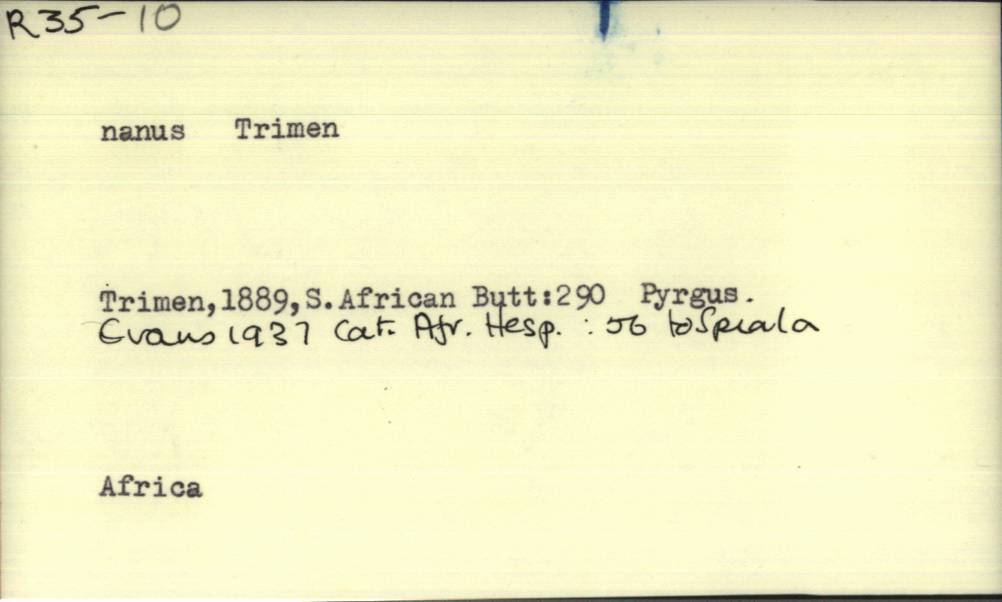 R35-10
nanus Trimen
Trimen,1889,S.African Butt:290 Pyrgus.
Evans 1937 Cat. Afr. Hesp. : 56 to Spialia
Africa